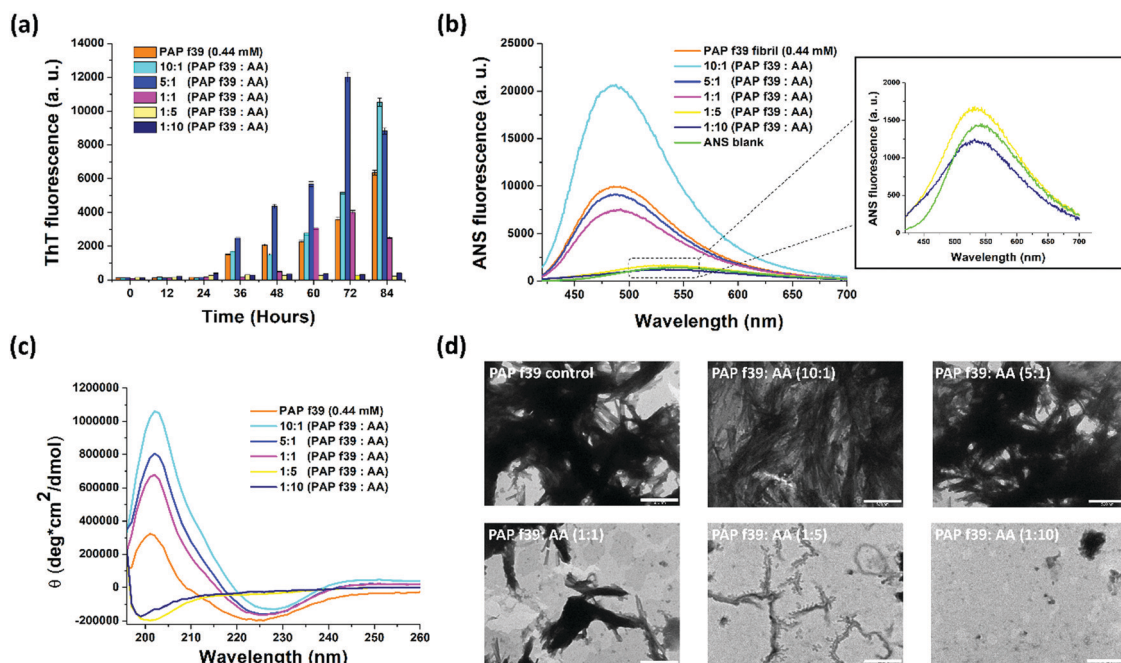 (a)
14000
12000
10000
8000
6000
4000
2000
0
ThT fluorescence (a. u.)
PAP f39 (0.44 mM)
10:1 (PAP f39 : AA)
5:1 (PAP f39 : AA)
1:1 (PAP f39 : AA)
1:5 (PAP f39 : AA)
1:10 (PAP f39 : AA)
0 12 24 36 48 60 72 84
Time (Hours)
(b)
25000
20000
15000
10000
5000
0
ANS fluorescence (a. u.)
PAP f39 fibril (0.44 mM)
10:1 (PAP f39 : AA)
5:1 (PAP f39 : AA)
1:1 (PAP f39 : AA)
1:5 (PAP f39 : AA)
1:10 (PAP f39 : AA)
ANS blank
450 500 550 600 650 700
Wavelength (nm)
2000
1500
1000
500
0
ANS fluorescence (a. u.)
450 500 550 600 650 700
Wavelength (nm)
(c)
1200000
1000000
800000
600000
400000
200000
0
-200000
θ (deg*cm²/dmol)
PAP f39 (0.44 mM)
10:1 (PAP f39 : AA)
5:1 (PAP f39 : AA)
1:1 (PAP f39 : AA)
1:5 (PAP f39 : AA)
1:10 (PAP f39 : AA)
200 210 220 230 240 250 260
Wavelength (nm)
(d)
PAP f39 control
PAP f39: AA (10:1)
PAP f39: AA (5:1)
PAP f39: AA (1:1)
PAP f39: AA (1:5)
PAP f39: AA (1:10)